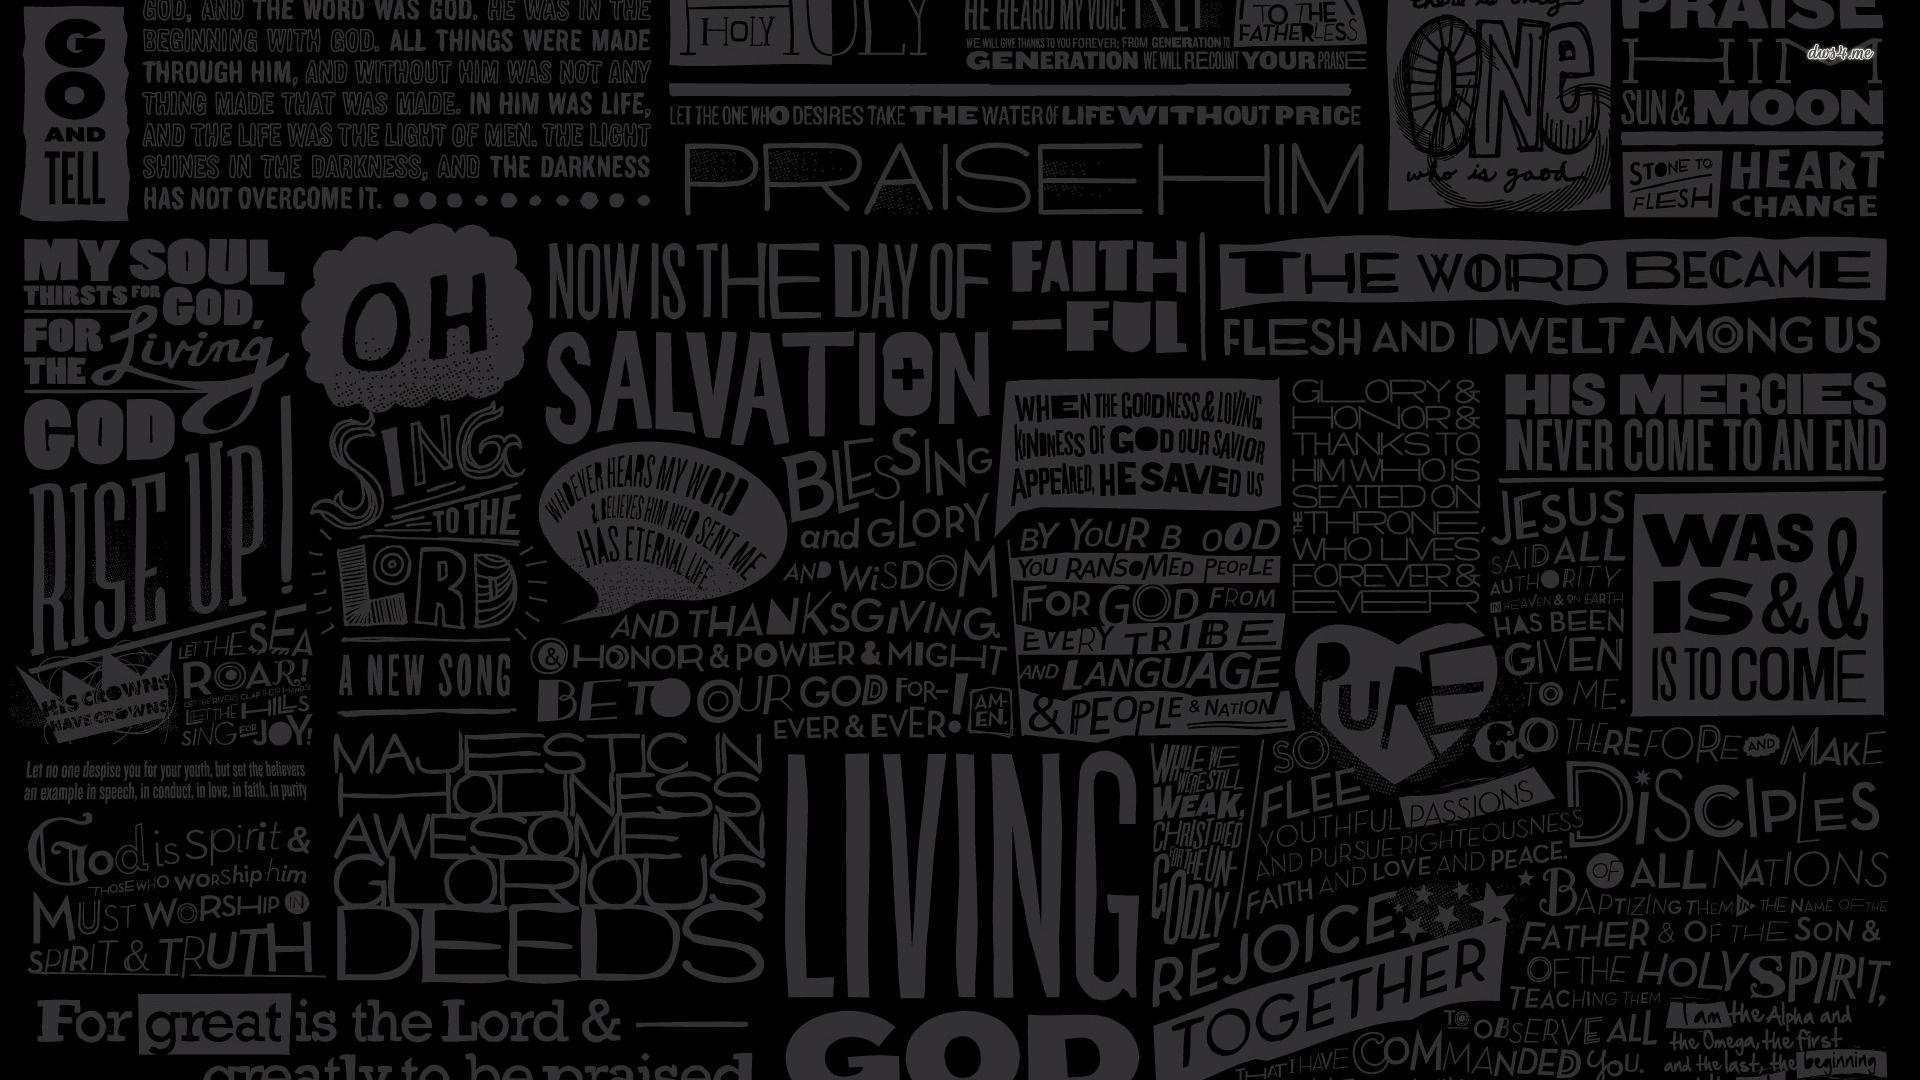 GO
AND
TELL
GOD, AND THE WORD WAS GOD. HE WAS IN THE
BEGINNING WITH GOD. ALL THINGS WERE MADE
THROUGH HIM, AND WITHOUT HIM WAS NOT ANY
THING MADE THAT WAS MADE. IN HIM WAS LIFE,
AND THE LIFE WAS THE LIGHT OF MEN. THE LIGHT
SHINES IN THE DARKNESS, AND THE DARKNESS
HAS NOT OVERCOME IT.
HOLY
HOLY
HE HEARD MY VOICE
WE WILL GIVE THANKS TO YOU FOREVER; FROM GENERATION TO
GENERATION WE WILL RECOUNT YOUR PRAISE
TO THE
FATHERLESS
LET THE ONE WHO DESIRES TAKE THE WATER OF LIFE WITHOUT PRICE
PRAISE HIM
there is only
ONE
who is good
PRAISE
HIM
dws4.me
SUN & MOON
STONE TO
FLESH
HEART
CHANGE
MY SOUL
THIRSTS FOR
GOD,
FOR
THE
Living
GOD
RISE UP!
OH
SING
TO THE
LORD
A NEW SONG
NOW IS THE DAY OF
SALVATION
FAITH
-FUL
THE WORD BECAME
FLESH AND DWELT AMONG US
WHOEVER HEARS MY WORD
& BELIEVES HIM WHO SENT ME
HAS ETERNAL LIFE
BLESSING
and GLORY
AND WiSDOM
AND THANKSGIVING
& HONOR & POWER & MIGHT
BE TO OUR GOD FOR-
EVER & EVER!
AM-
EN.
WHEN THE GOODNESS & LOVING
KINDNESS OF GOD OUR SAVIOR
APPEARED, HE SAVED US
BY YOUR B OOD
YOU RANSOMED PEOPLE
FOR GOD FROM
EVERY TRIBE
AND LANGUAGE
& PEOPLE & NATION
GLORY &
HONOR &
THANKS TO
HIM WHO IS
SEATED ON
THE THRONE,
WHO LIVES
FOREVER &
EVER
HIS MERCIES
NEVER COME TO AN END
JESUS
SAID ALL
AUTHORITY
IN HEAVEN & ON EARTH
HAS BEEN
GIVEN
TO ME.
WAS &
IS & &
IS TO COME
HIS CROWNS
HAVE CROWNS
LET THE SEA
ROAR!
LET THE RIVERS CLAP THEIR HANDS!
LET THE HILLS
SING FOR JOY!
Let no one despise you for your youth, but set the believers
an example in speech, in conduct, in love, in faith, in purity
God is spirit &
THOSE WHO WORSHip him
MUST WORSHIP IN
SPIRIT & TRUTH
MAJESTIC IN
HOLINESS
AWESOME IN
GLORIOUS
DEEDS
LIVING
GOD
WHILE WE
WERE STILL
WEAK,
CHRIST DIED
FOR THE UN-
GODLY
PURE
SO
FLEE
YOUTHFUL PASSIONS
AND PURSUE RIGHTEOUSNESS
FAITH AND LOVE AND PEACE.
REJOICE
TOGETHER
GO THEREFORE AND MAKE
DiSCIPLES
OF ALL NATIONS
BAPTIZING THEM IN THE NAME OF THE
FATHER & OF THE SON &
OF THE HOLY SPIRIT,
TEACHING THEM
TO OBSERVE ALL
THAT I HAVE COMMANDED YOU.
I am the Alpha and
the Omega, the first
and the last, the beginning
For great is the Lord &
greatly to be praised